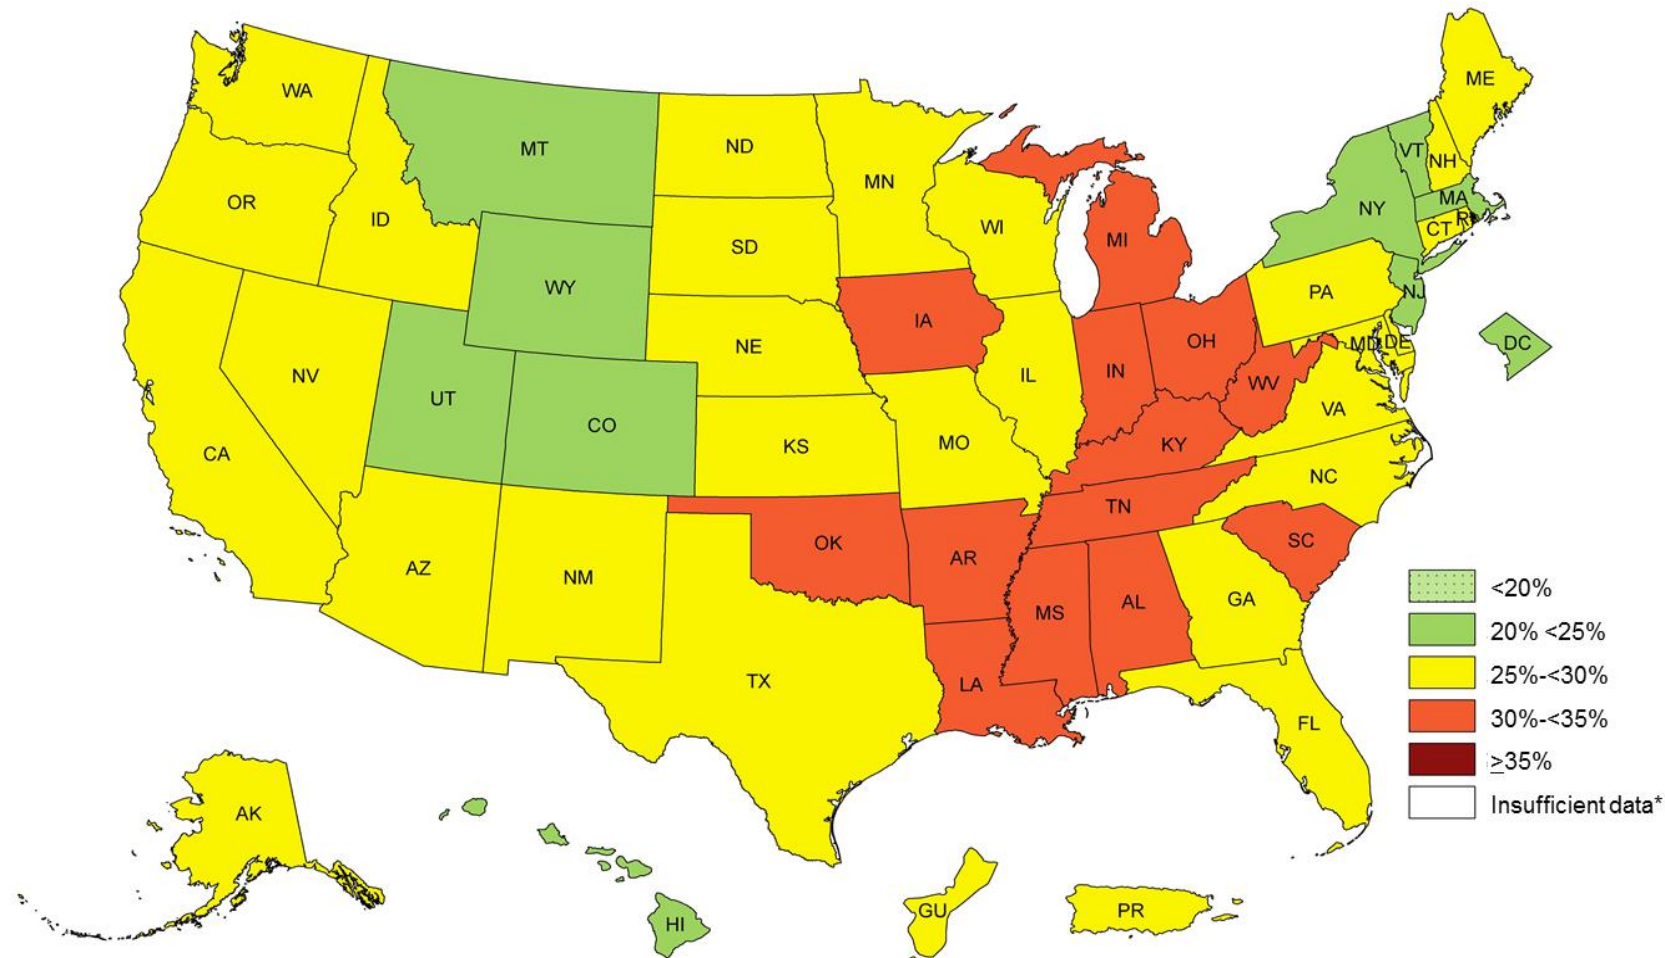 WA
MT
ND
MN
ME
VT
NH
OR
ID
SD
WI
MI
NY
MA
CT
WY
IA
PA
NJ
NE
OH
MD
DE
DC
NV
UT
CO
IL
IN
WV
VA
CA
KS
MO
KY
NC
TN
OK
AR
SC
AZ
NM
MS
AL
GA
TX
LA
FL
<20%
20% <25%
25%-<30%
30%-<35%
≥35%
Insufficient data*
AK
HI
GU
PR